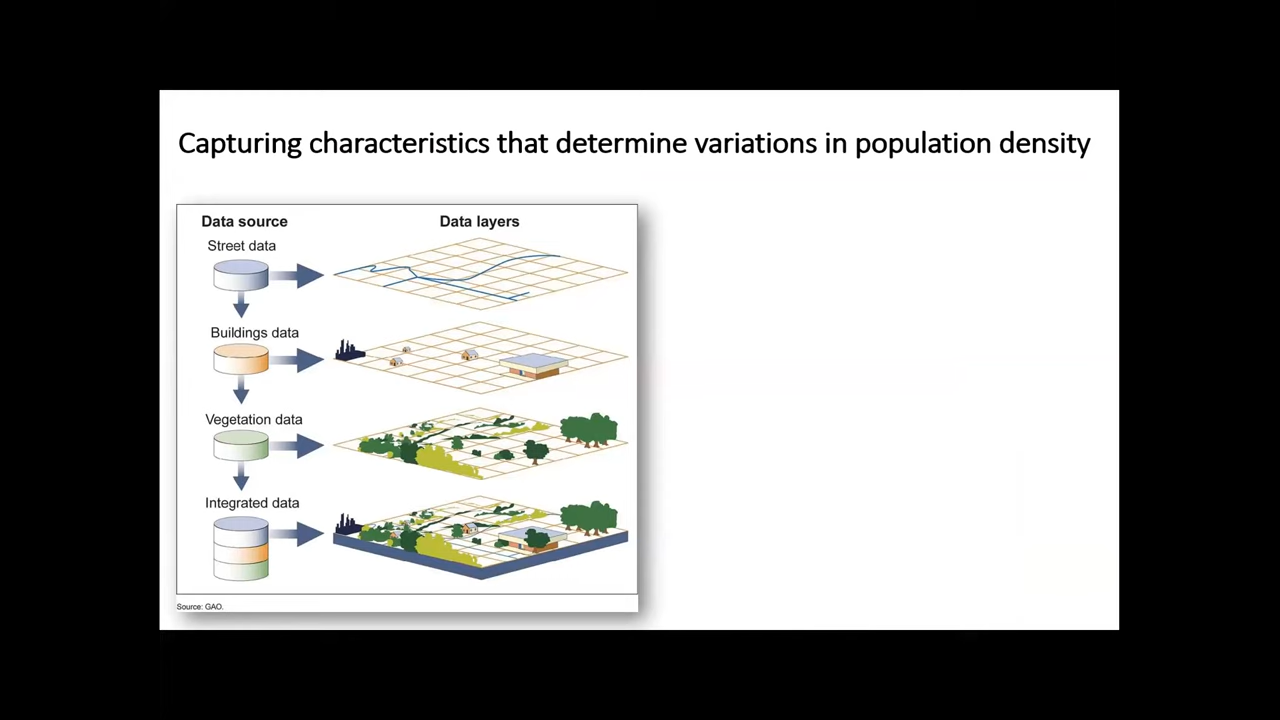 Capturing characteristics that determine variations in population density
Data source
Data layers
Street data
Buildings data
Vegetation data
Integrated data
Source: GAO.